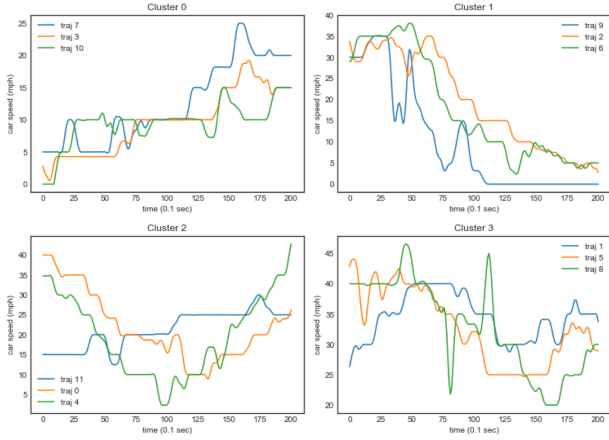 Cluster 0
25
20
15
10
5
0
car speed (mph)
traj 7
traj 3
traj 10
0 25 50 75 100 125 150 175 200
time (0.1 sec)
Cluster 1
40
35
30
25
20
15
10
5
0
car speed (mph)
traj 9
traj 2
traj 6
0 25 50 75 100 125 150 175 200
time (0.1 sec)
Cluster 2
40
35
30
25
20
15
10
5
car speed (mph)
traj 11
traj 0
traj 4
0 25 50 75 100 125 150 175 200
time (0.1 sec)
Cluster 3
45
40
35
30
25
20
car speed (mph)
traj 1
traj 5
traj 8
0 25 50 75 100 125 150 175 200
time (0.1 sec)